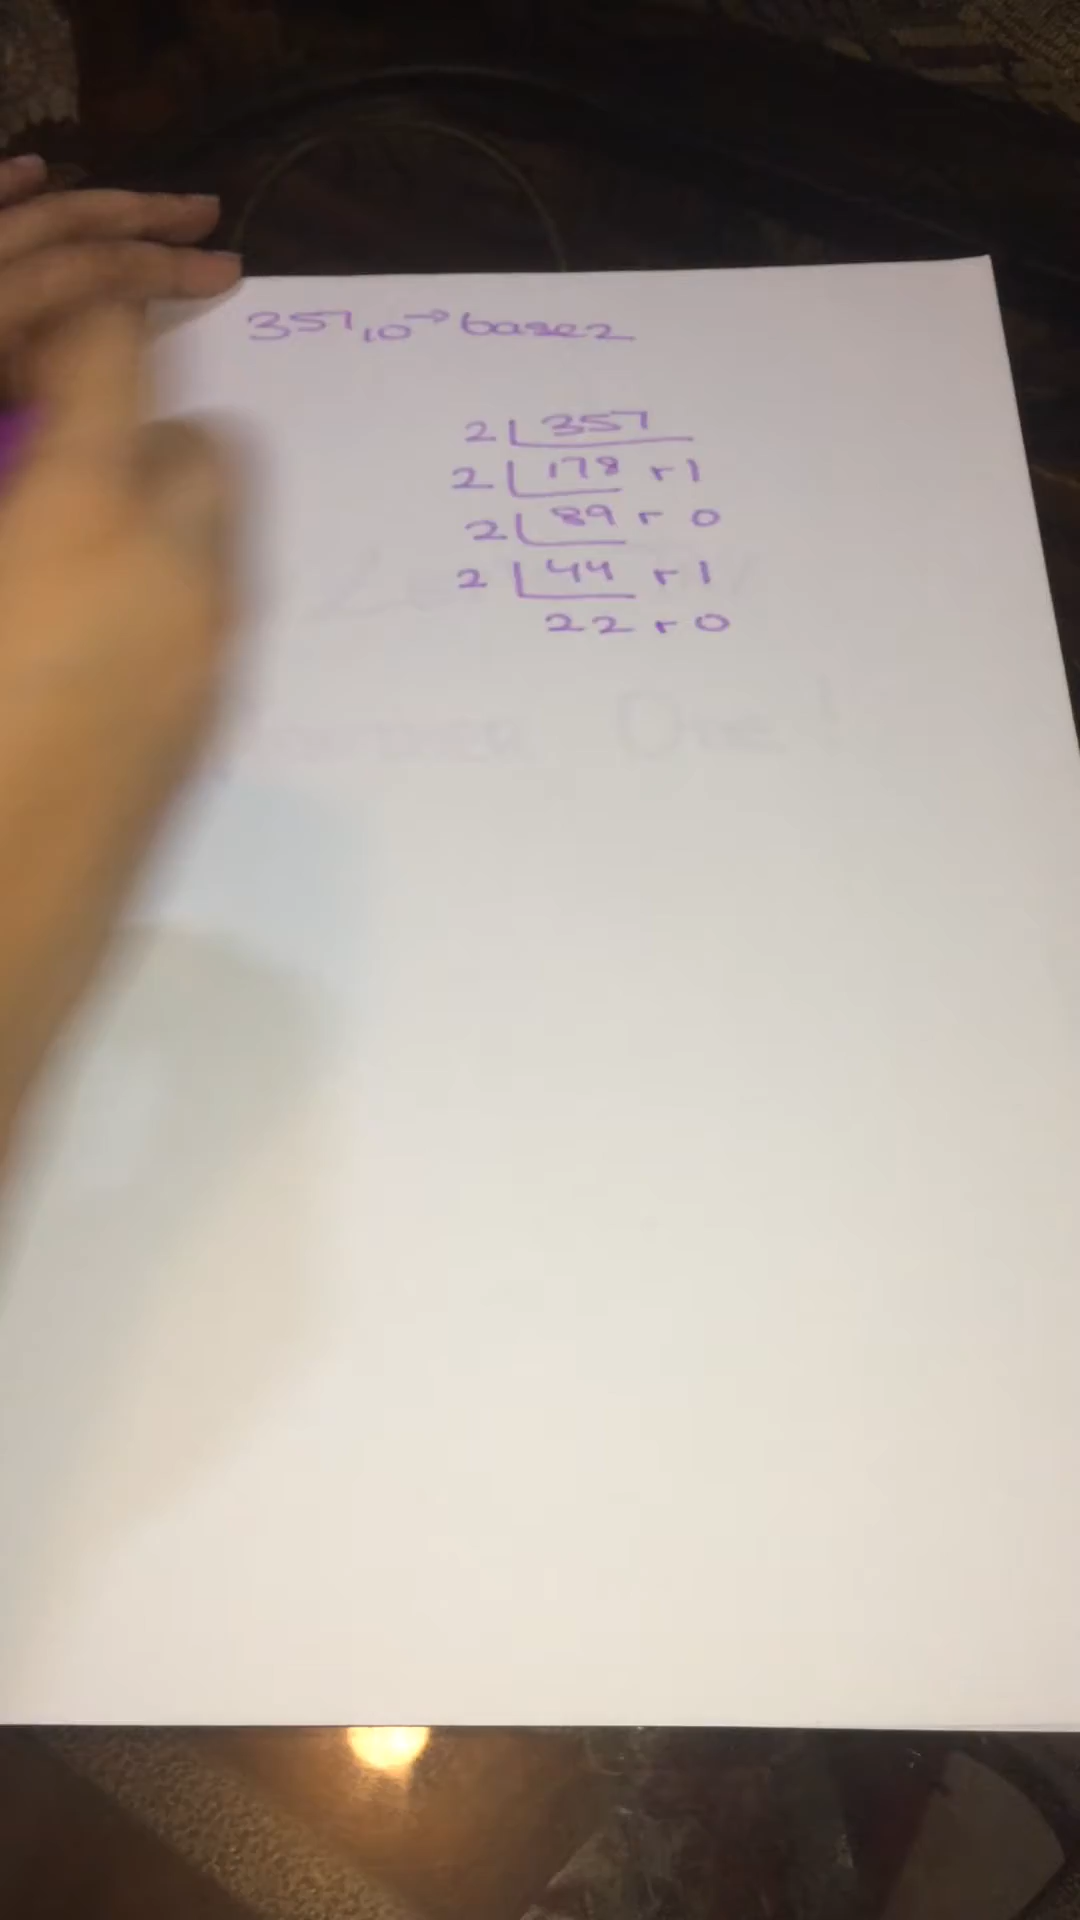 357₁₀→base2
2 357
2 178 r 1
2 89 r 0
2 44 r 1
22 r 0